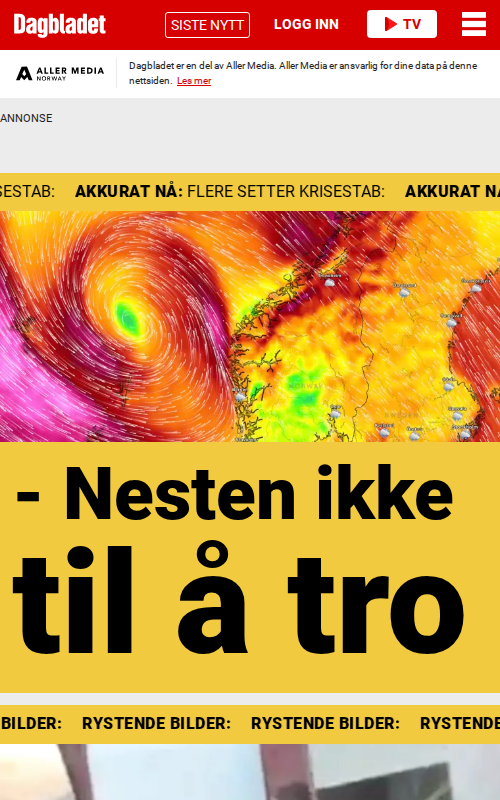 Dagbladet
SISTE NYTT
LOGG INN
TV
ALLER MEDIA
NORWAY
Dagbladet er en del av Aller Media. Aller Media er ansvarlig for dine data på denne
nettsiden. Les mer
ANNONSE
SESTAB: AKKURAT NÅ: FLERE SETTER KRISESTAB: AKKURAT NÅ
- Nesten ikke
til å tro
BILDER: RYSTENDE BILDER: RYSTENDE BILDER: RYSTENDE